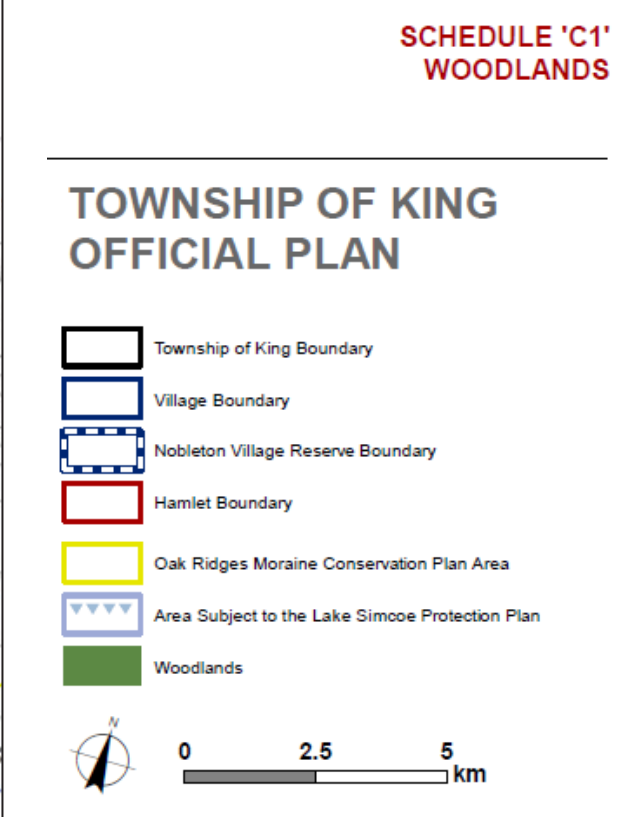 SCHEDULE 'C1'
WOODLANDS
TOWNSHIP OF KING
OFFICIAL PLAN
Township of King Boundary
Village Boundary
Nobleton Village Reserve Boundary
Hamlet Boundary
Oak Ridges Moraine Conservation Plan Area
Area Subject to the Lake Simcoe Protection Plan
Woodlands
N
0 2.5 5
km